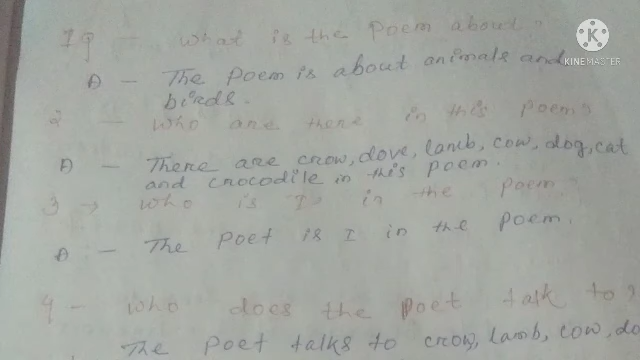 1q - What is the poem about?
KINEMASTER
A - The poem is about animals and
birds.
2 - Who are there in this poem?
A - There are crow, dove, lamb, cow, dog, cat
and crocodile in this poem.
3 → Who is 'I' in the poem?
A - The poet is I in the poem.
4 - Who does the poet talk to?
The poet talks to crow, lamb, cow, do